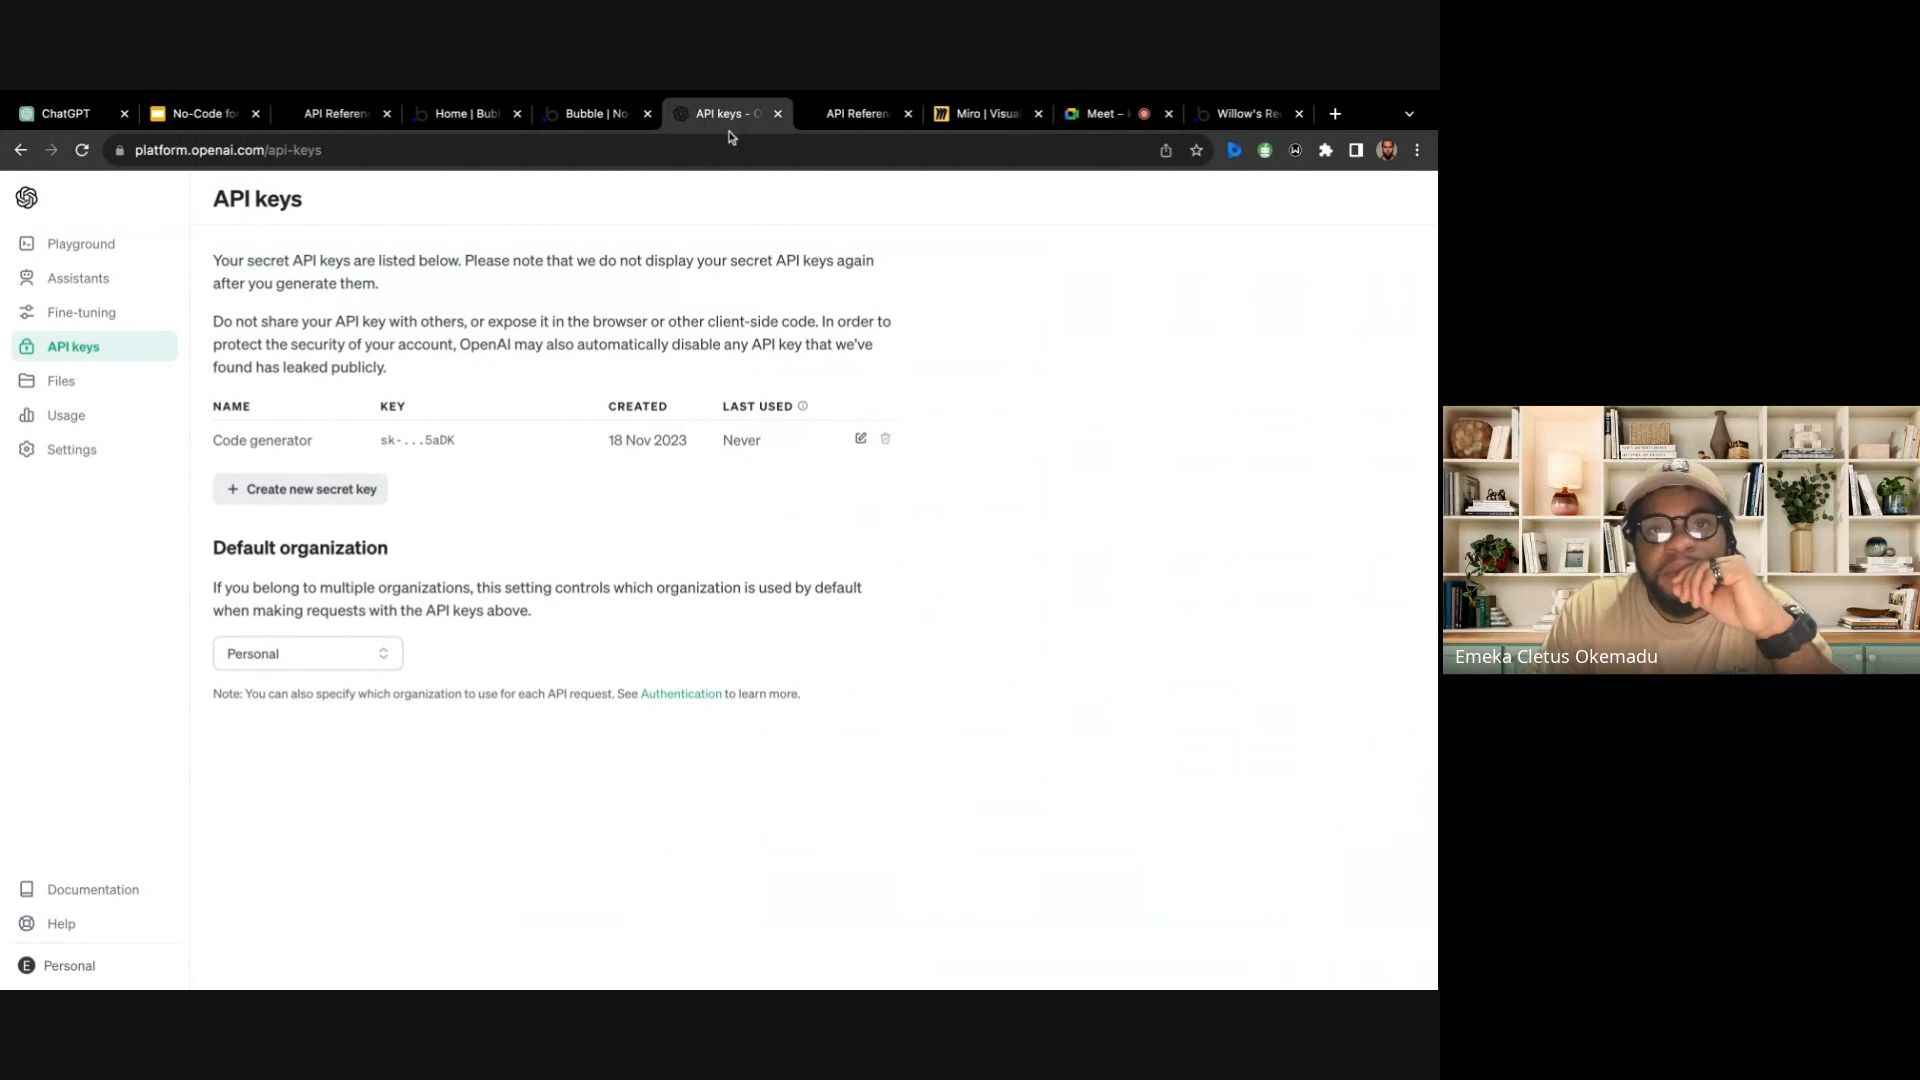 ChatGPT
No-Code for
API Referen
Home | Bub
Bubble | No-
API keys - O
API Referen
Miro | Visua
Meet –
Willow's Re
platform.openai.com/api-keys
API keys
Playground
Assistants
Fine-tuning
API keys
Files
Usage
Settings
Your secret API keys are listed below. Please note that we do not display your secret API keys again
after you generate them.
Do not share your API key with others, or expose it in the browser or other client-side code. In order to
protect the security of your account, OpenAI may also automatically disable any API key that we've
found has leaked publicly.
NAME KEY CREATED LAST USED
Code generator sk-...5aDK 18 Nov 2023 Never
+ Create new secret key
Default organization
If you belong to multiple organizations, this setting controls which organization is used by default
when making requests with the API keys above.
Personal
Note: You can also specify which organization to use for each API request. See Authentication to learn more.
Documentation
Help
E Personal
Emeka Cletus Okemadu